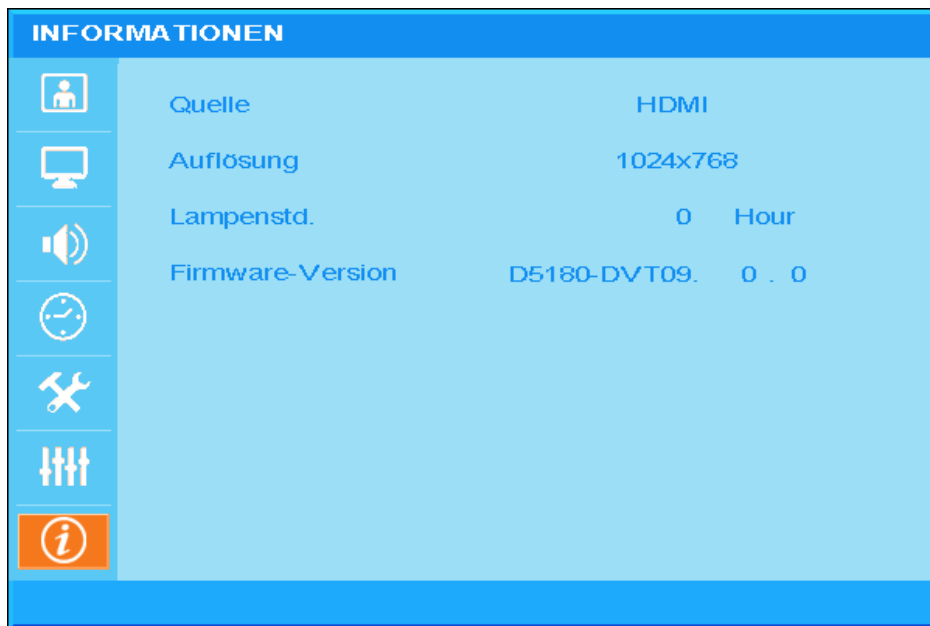 INFORMATIONEN
Quelle HDMI
Auflösung 1024x768
Lampenstd. 0 Hour
Firmware-Version D5180-DVT09. 0 . 0